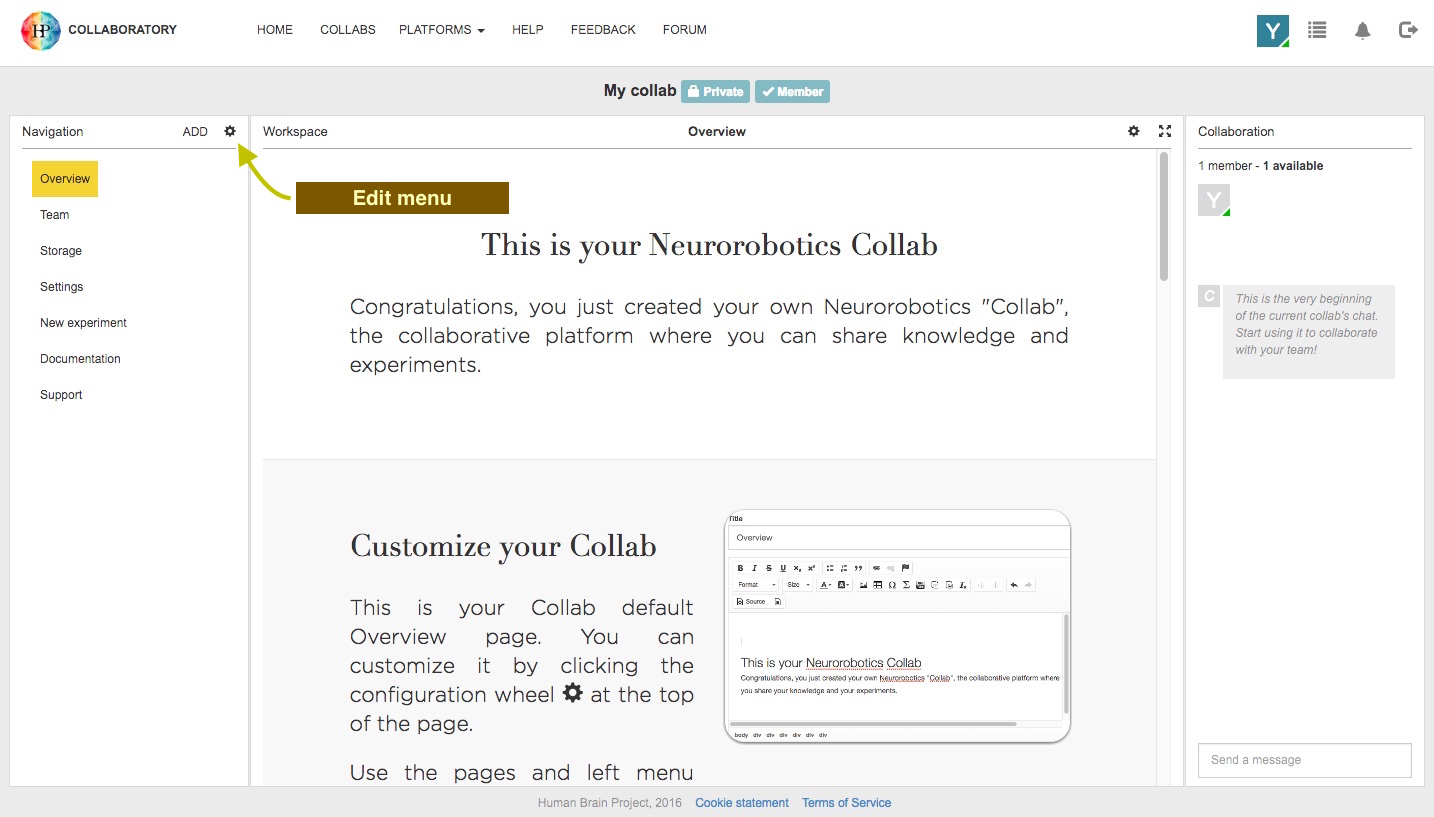 HP COLLABORATORY HOME COLLABS PLATFORMS HELP FEEDBACK FORUM Y
My collab Private Member
Navigation ADD
Overview
Team
Storage
Settings
New experiment
Documentation
Support
Workspace Overview
Edit menu
This is your Neurorobotics Collab
Congratulations, you just created your own Neurorobotics "Collab",
the collaborative platform where you can share knowledge and
experiments.
Customize your Collab
This is your Collab default
Overview page. You can
customize it by clicking the
configuration wheel at the top
of the page.
Use the pages and left menu
Title
Overview
B I S U x₂ x²
Format Size A A Ω Σ Ix
Source
This is your Neurorobotics Collab
Congratulations, you just created your own Neurorobotics "Collab", the collaborative platform where
you share your knowledge and your experiments.
body div div div div div div
Collaboration
1 member - 1 available
Y
C
This is the very beginning
of the current collab's chat.
Start using it to collaborate
with your team!
Send a message
Human Brain Project, 2016 Cookie statement Terms of Service